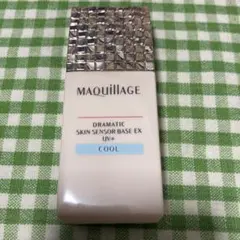 MAQuillAGE
DRAMATIC
SKIN SENSOR BASE EX
UV+
COOL